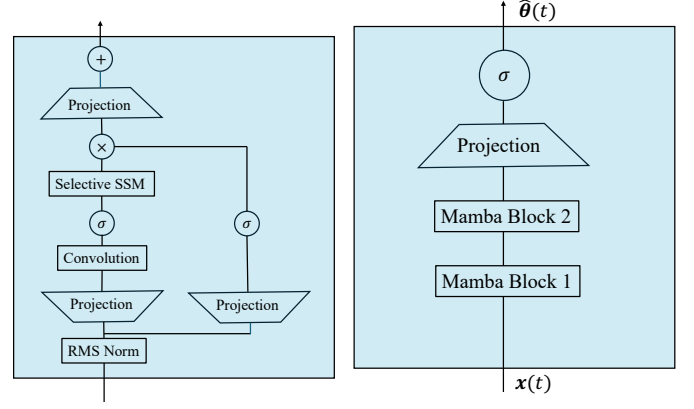 +
Projection
×
Selective SSM
σ
σ
Convolution
Projection
Projection
RMS Norm
𝜽̂(t)
σ
Projection
Mamba Block 2
Mamba Block 1
x(t)